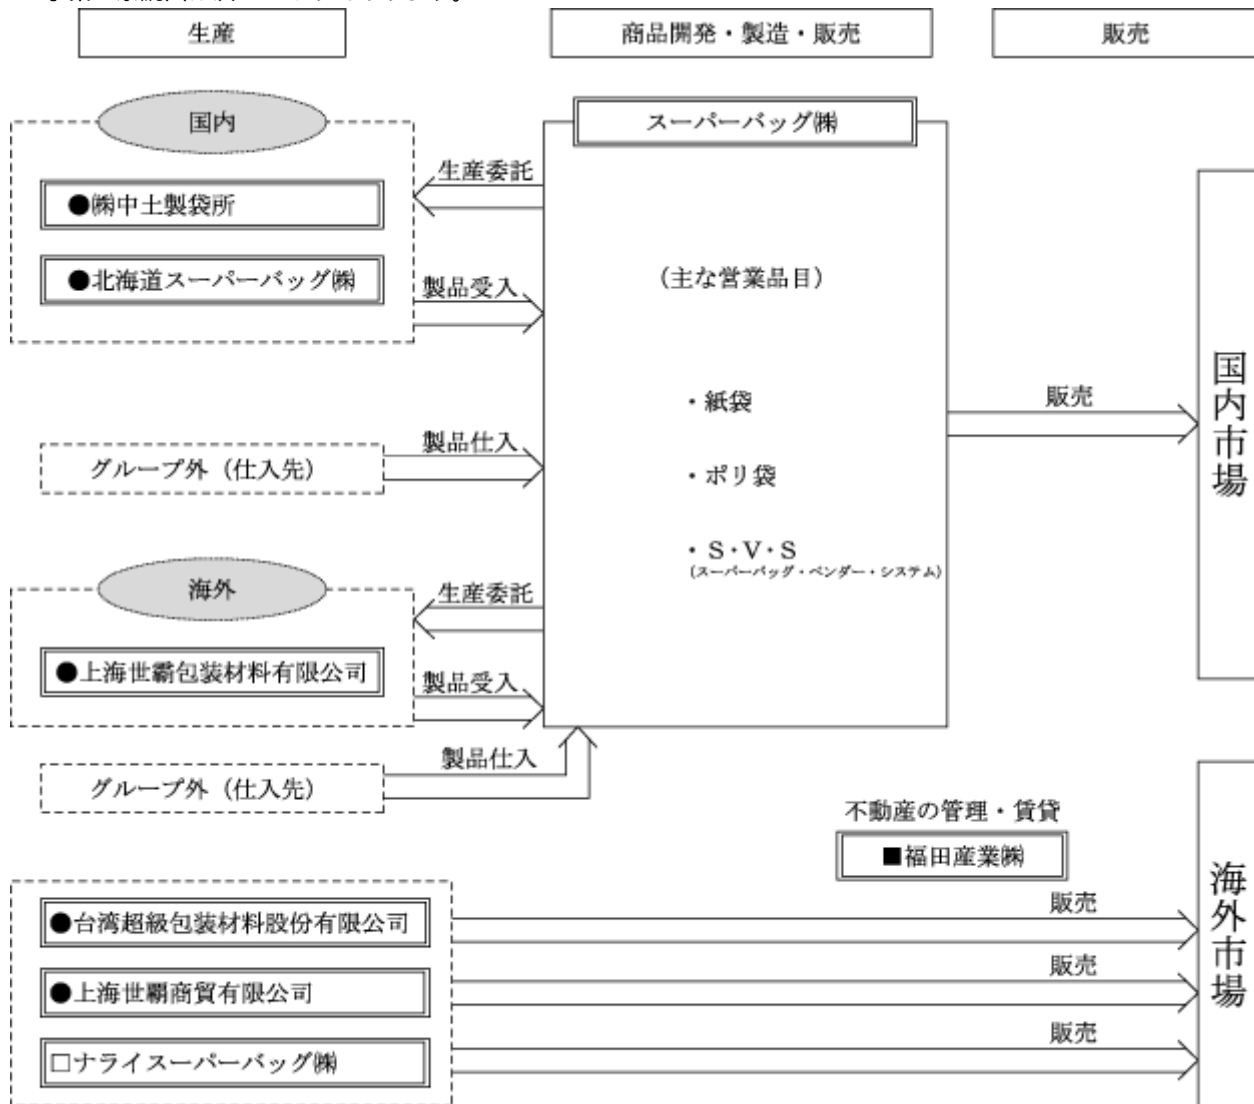 生産
商品開発・製造・販売
販売
国内
スーパーバッグ㈱
生産委託
●㈱中土製袋所
●北海道スーパーバッグ㈱
製品受入
(主な営業品目)
・紙袋
・ポリ袋
・S・V・S
(スーパーバッグ・ベンダー・システム)
販売
国内市場
製品仕入
グループ外(仕入先)
海外
生産委託
●上海世霸包装材料有限公司
製品受入
製品仕入
グループ外(仕入先)
不動産の管理・賃貸
■福田産業㈱
●台湾超級包装材料股份有限公司
販売
●上海世覇商貿有限公司
販売
□ナライスーパーバッグ㈱
販売
海外市場